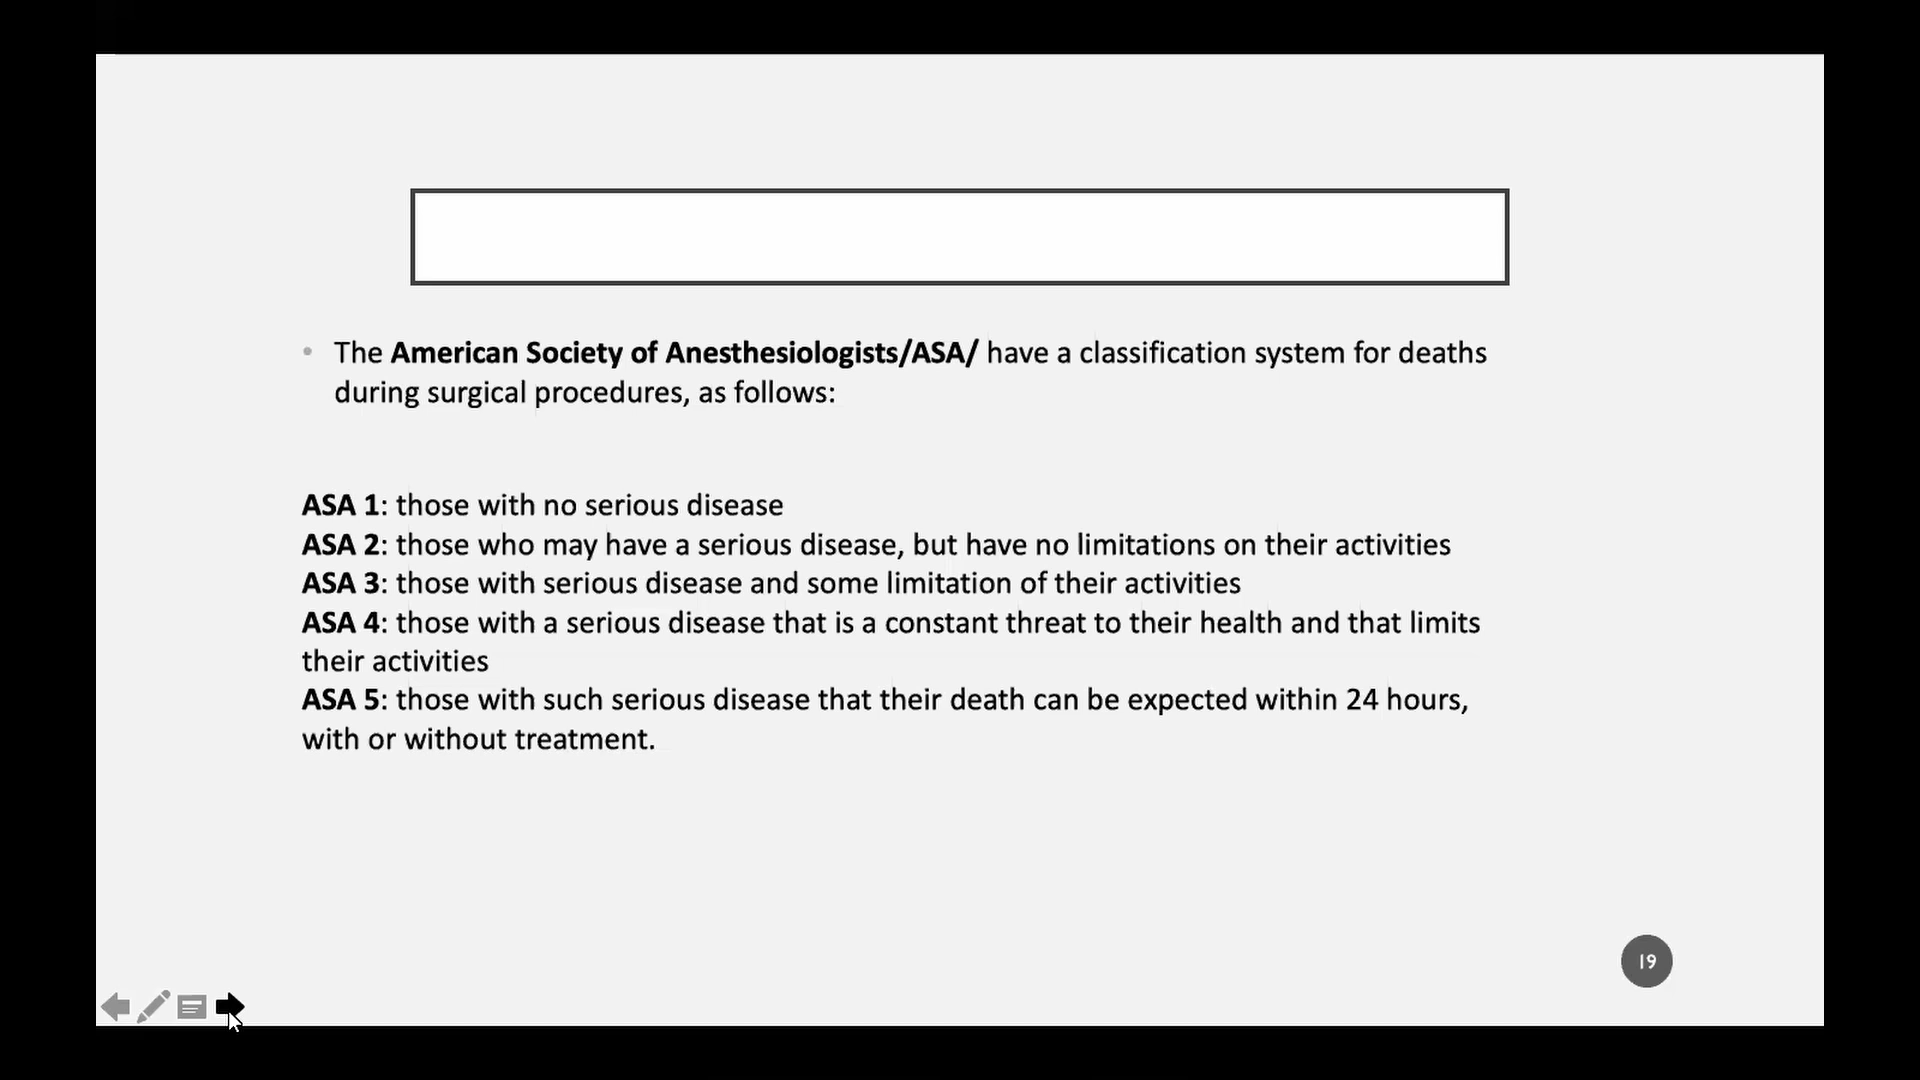 • The American Society of Anesthesiologists/ASA/ have a classification system for deaths
during surgical procedures, as follows:
ASA 1: those with no serious disease
ASA 2: those who may have a serious disease, but have no limitations on their activities
ASA 3: those with serious disease and some limitation of their activities
ASA 4: those with a serious disease that is a constant threat to their health and that limits
their activities
ASA 5: those with such serious disease that their death can be expected within 24 hours,
with or without treatment.
19